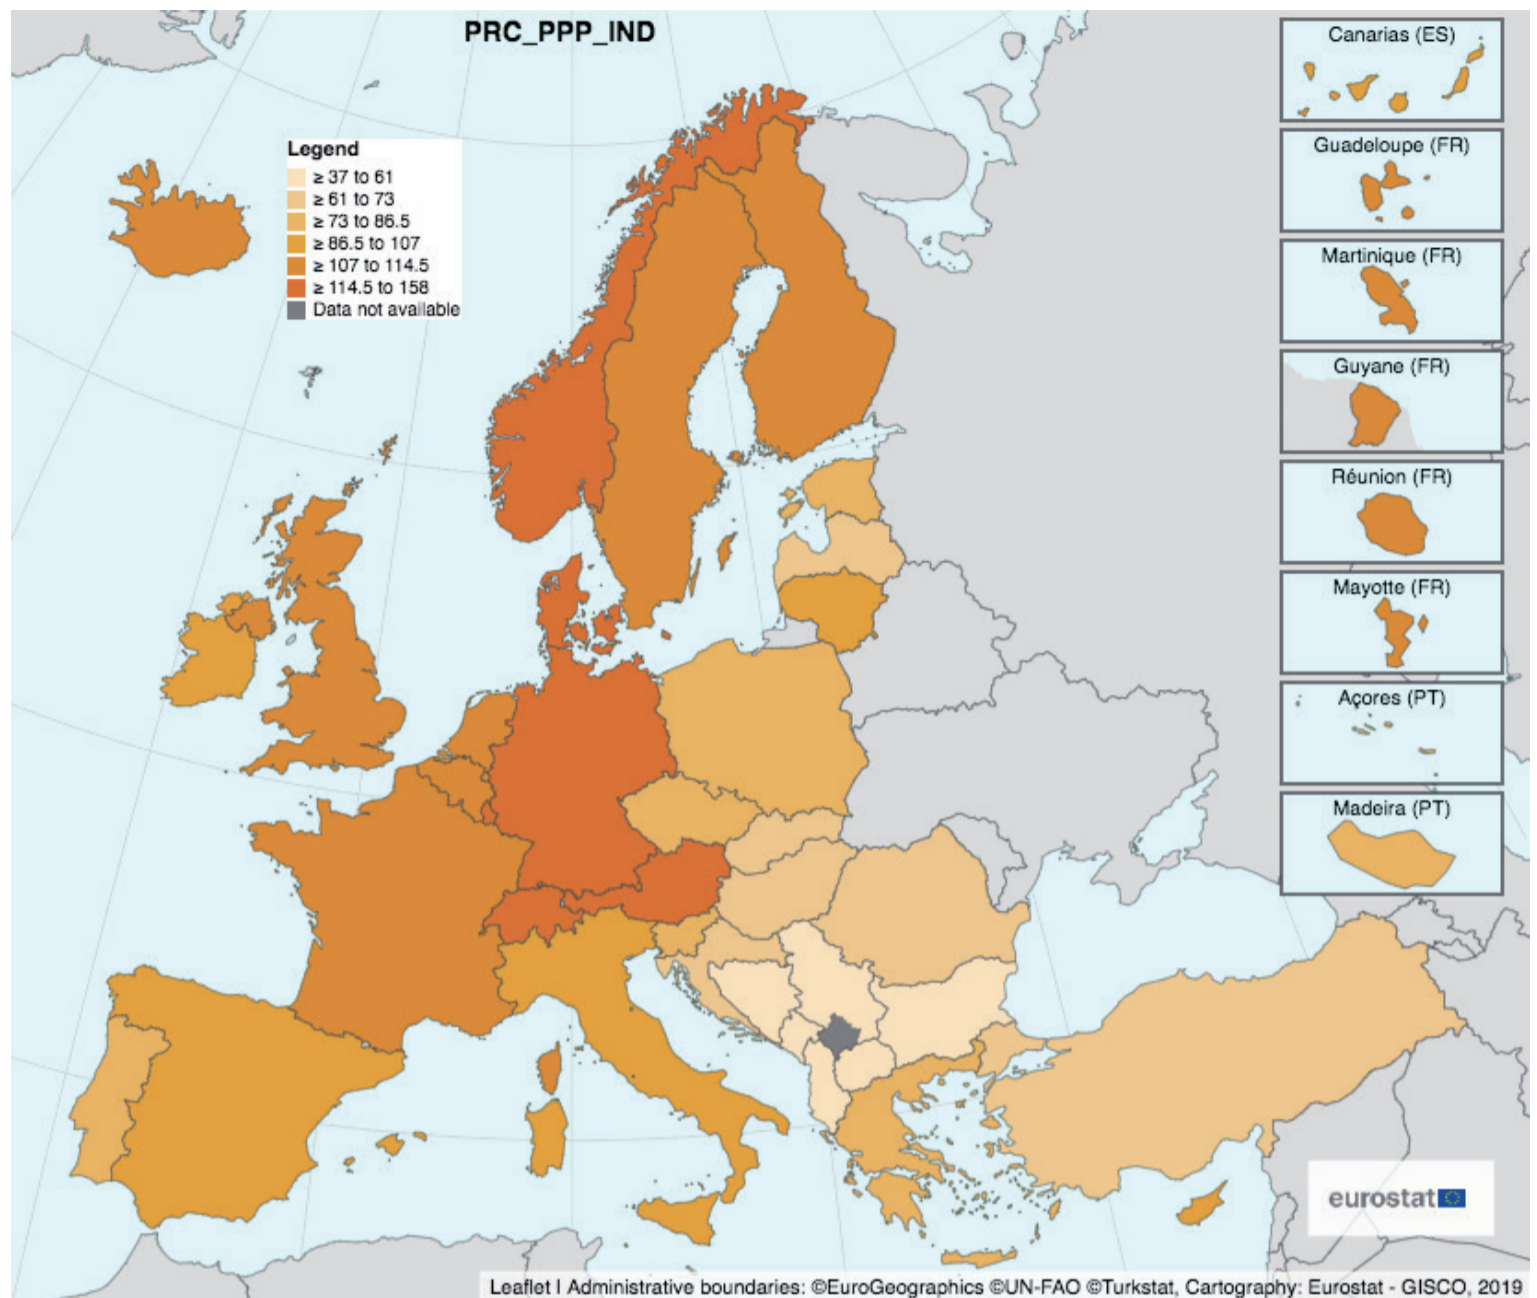 PRC_PPP_IND
Legend
≥ 37 to 61
≥ 61 to 73
≥ 73 to 86.5
≥ 86.5 to 107
≥ 107 to 114.5
≥ 114.5 to 158
Data not available
Canarias (ES)
Guadeloupe (FR)
Martinique (FR)
Guyane (FR)
Réunion (FR)
Mayotte (FR)
Açores (PT)
Madeira (PT)
eurostat
Leaflet | Administrative boundaries: ©EuroGeographics ©UN-FAO ©Turkstat, Cartography: Eurostat - GISCO, 2019